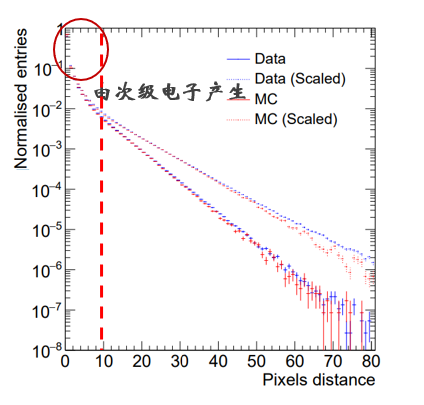 Normalised entries
1
10⁻¹
10⁻²
10⁻³
10⁻⁴
10⁻⁵
10⁻⁶
10⁻⁷
10⁻⁸
由次级电子产生
Data
Data (Scaled)
MC
MC (Scaled)
0 10 20 30 40 50 60 70 80
Pixels distance